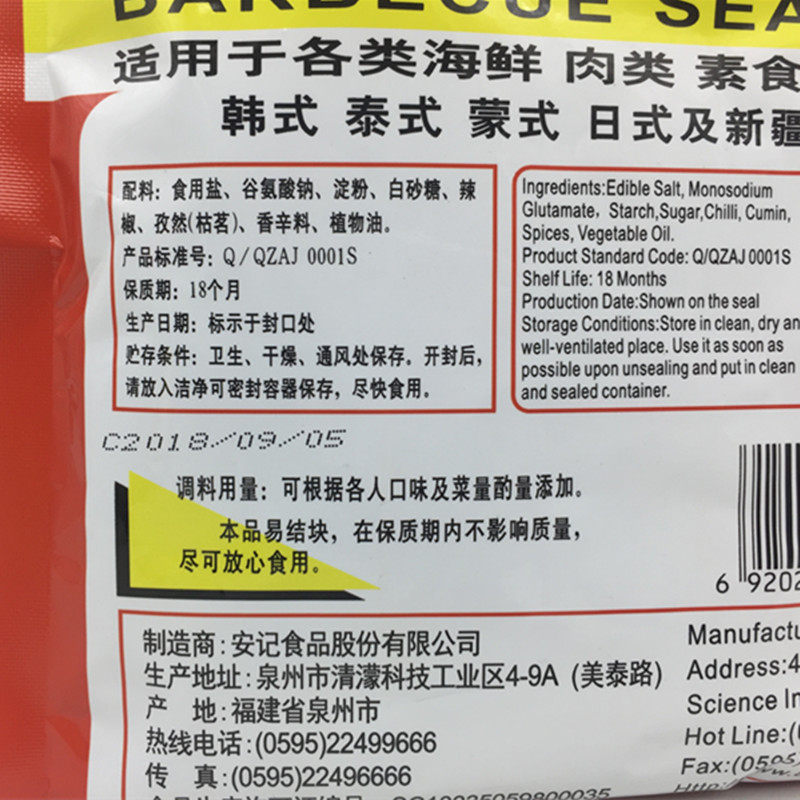 BARBECUE SEA
适用于各类海鲜 肉类 素食
韩式 泰式 蒙式 日式及新疆
配料：食用盐、谷氨酸钠、淀粉、白砂糖、辣
椒、孜然(枯茗)、香辛料、植物油。
产品标准号：Q/QZAJ 0001S
保质期：18个月
生产日期：标示于封口处
贮存条件：卫生、干燥、通风处保存。开封后，
请放入洁净可密封容器保存，尽快食用。
Ingredients:Edible Salt, Monosodium
Glutamate，Starch,Sugar,Chilli, Cumin,
Spices, Vegetable Oil.
Product Standard Code: Q/QZAJ 0001S
Shelf Life: 18 Months
Production Date:Shown on the seal
Storage Conditions:Store in clean, dry an
well-ventilated place. Use it as soon as
possible upon unsealing and put in clean
and sealed container.
C2018/09/05
调料用量：可根据各人口味及菜量酌量添加。
本品易结块，在保质期内不影响质量，
尽可放心食用。
6 9202
制造商:安记食品股份有限公司
生产地址:泉州市清濛科技工业区4-9A (美泰路)
产 地:福建省泉州市
热线电话:(0595)22499666
传 真:(0595)22496666
Manufactu
Address:4
Science In
Hot Line:(
Fax:(0595)